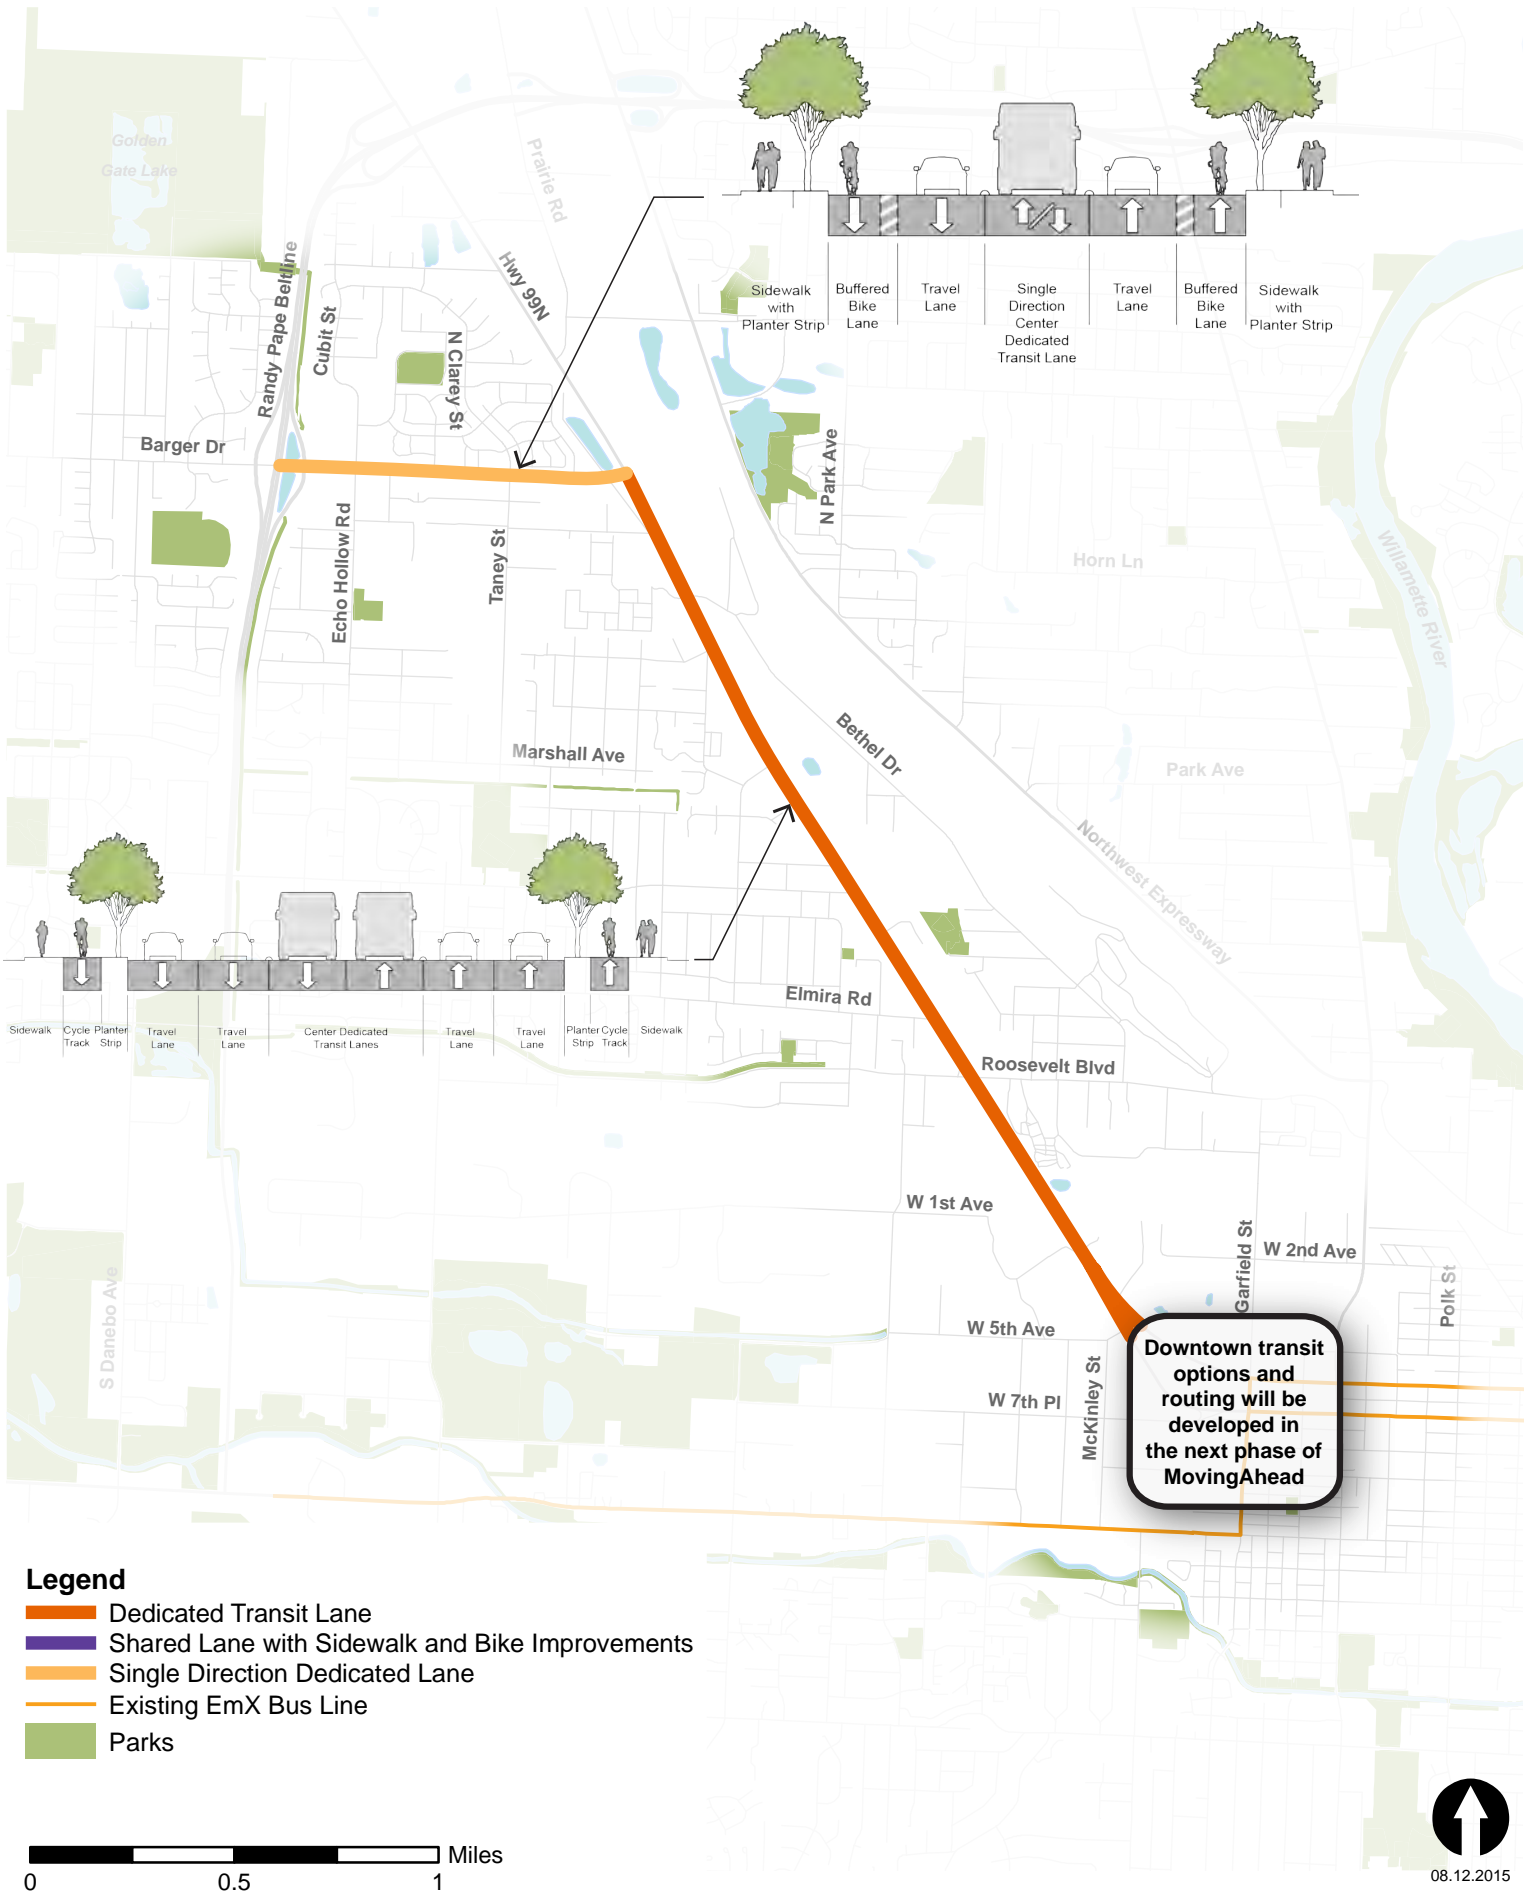 Golden
Gate Lake
Prairie Rd
Hwy 99N
Randy Pape Beltline
Cubit St
N Clarey St
Sidewalk
with
Planter Strip
Buffered
Bike
Lane
Travel
Lane
Single
Direction
Center
Dedicated
Transit Lane
Travel
Lane
Buffered
Bike
Lane
Sidewalk
with
Planter Strip
Barger Dr
N Park Ave
Echo Hollow Rd
Taney St
Horn Ln
Willamette River
Marshall Ave
Bethel Dr
Park Ave
Northwest Expressway
Sidewalk
Cycle
Track
Planter
Strip
Travel
Lane
Travel
Lane
Center Dedicated
Transit Lanes
Travel
Lane
Travel
Lane
Planter
Strip
Cycle
Track
Sidewalk
Elmira Rd
Roosevelt Blvd
W 1st Ave
Garfield St
W 2nd Ave
Polk St
S Danebo Ave
W 5th Ave
McKinley St
W 7th Pl
Downtown transit
options and
routing will be
developed in
the next phase of
MovingAhead
Legend
Dedicated Transit Lane
Shared Lane with Sidewalk and Bike Improvements
Single Direction Dedicated Lane
Existing EmX Bus Line
Parks
Miles
0 0.5 1
08.12.2015